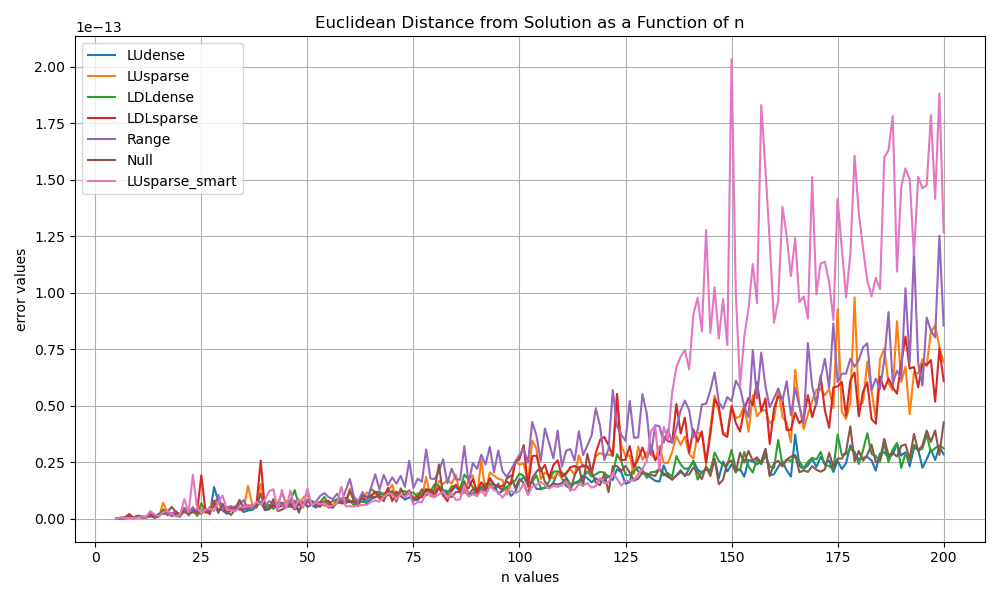 Euclidean Distance from Solution as a Function of n
1e−13
2.00
1.75
1.50
1.25
1.00
0.75
0.50
0.25
0.00
error values
LUdense
LUsparse
LDLdense
LDLsparse
Range
Null
LUsparse_smart
0 25 50 75 100 125 150 175 200
n values